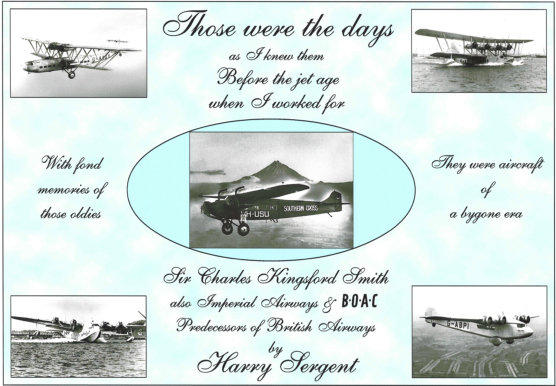 Those were the days
as I knew them
Before the jet age
when I worked for
With fond
memories of
those oldies
SOUTHERN CROSS
VH-USU
They were aircraft
of
a bygone era
Sir Charles Kingsford Smith
also Imperial Airways & B·O·A·C
Predecessors of British Airways
by
Harry Sergent
G-ABPI